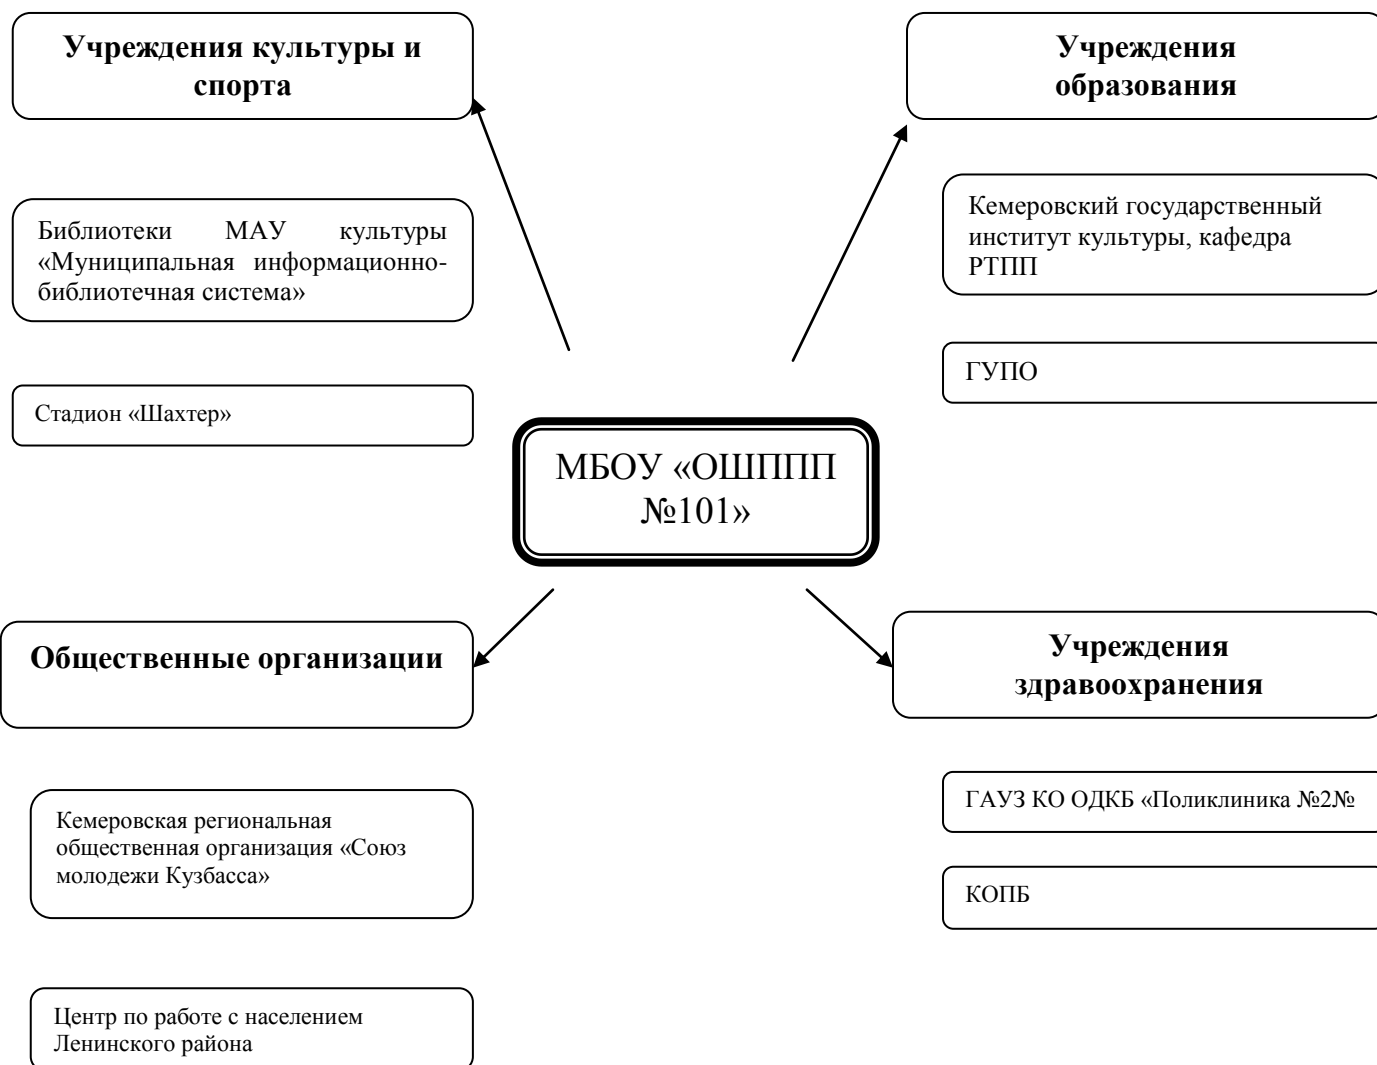 Учреждения культуры и
спорта
Учреждения
образования
Библиотеки МАУ культуры
«Муниципальная информационно-
библиотечная система»
Кемеровский государственный
институт культуры, кафедра
РТПП
Стадион «Шахтер»
ГУПО
МБОУ «ОШППП
№101»
Общественные организации
Учреждения
здравоохранения
Кемеровская региональная
общественная организация «Союз
молодежи Кузбасса»
ГАУЗ КО ОДКБ «Поликлиника №2№
КОПБ
Центр по работе с населением
Ленинского района